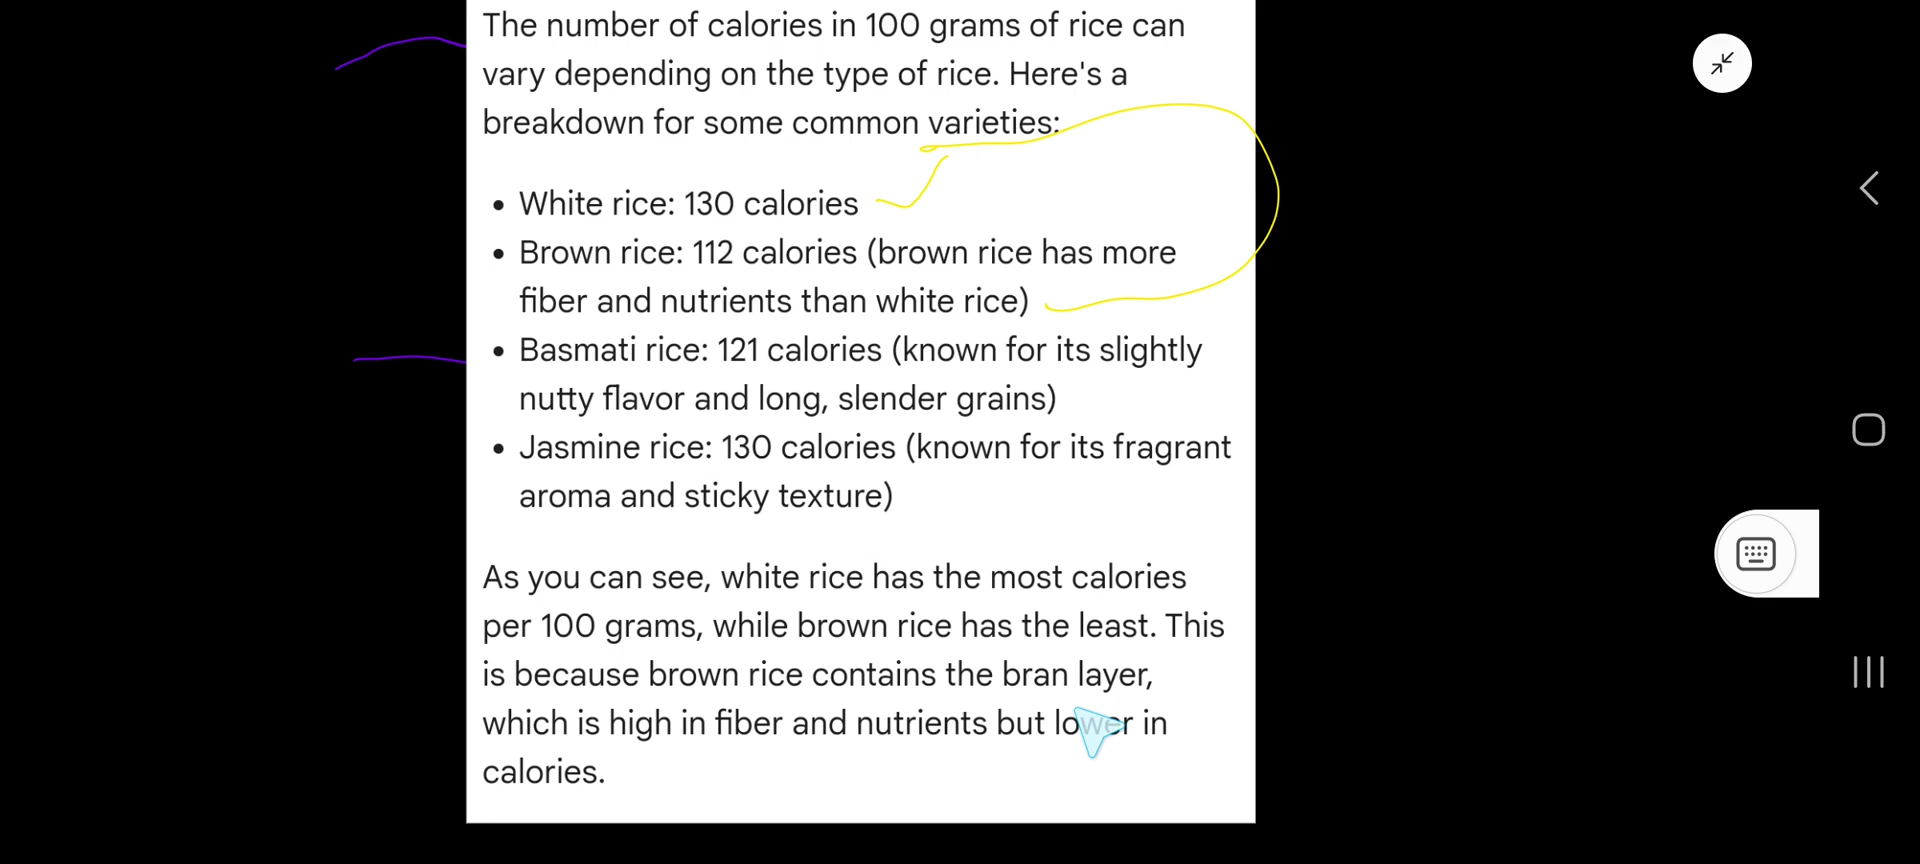 The number of calories in 100 grams of rice can
vary depending on the type of rice. Here's a
breakdown for some common varieties:
• White rice: 130 calories
• Brown rice: 112 calories (brown rice has more
fiber and nutrients than white rice)
• Basmati rice: 121 calories (known for its slightly
nutty flavor and long, slender grains)
• Jasmine rice: 130 calories (known for its fragrant
aroma and sticky texture)
As you can see, white rice has the most calories
per 100 grams, while brown rice has the least. This
is because brown rice contains the bran layer,
which is high in fiber and nutrients but lower in
calories.